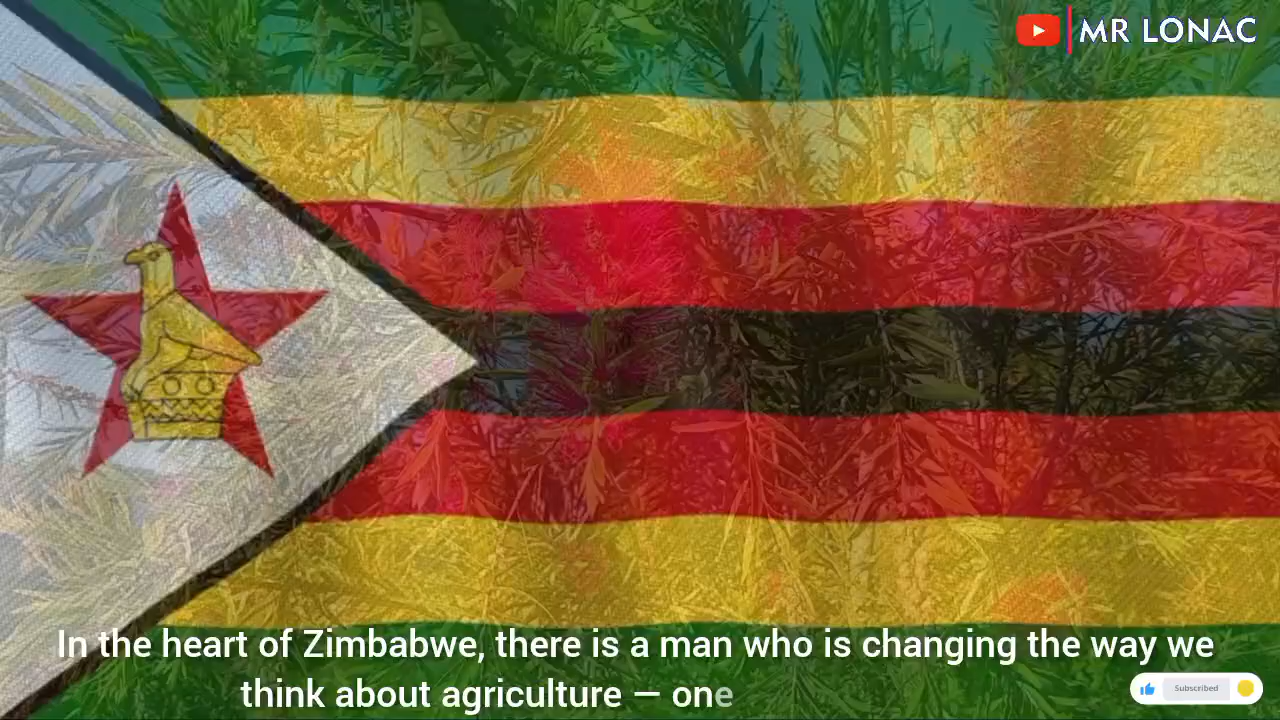 MR LONAC
In the heart of Zimbabwe, there is a man who is changing the way we
think about agriculture — one
Subscribed